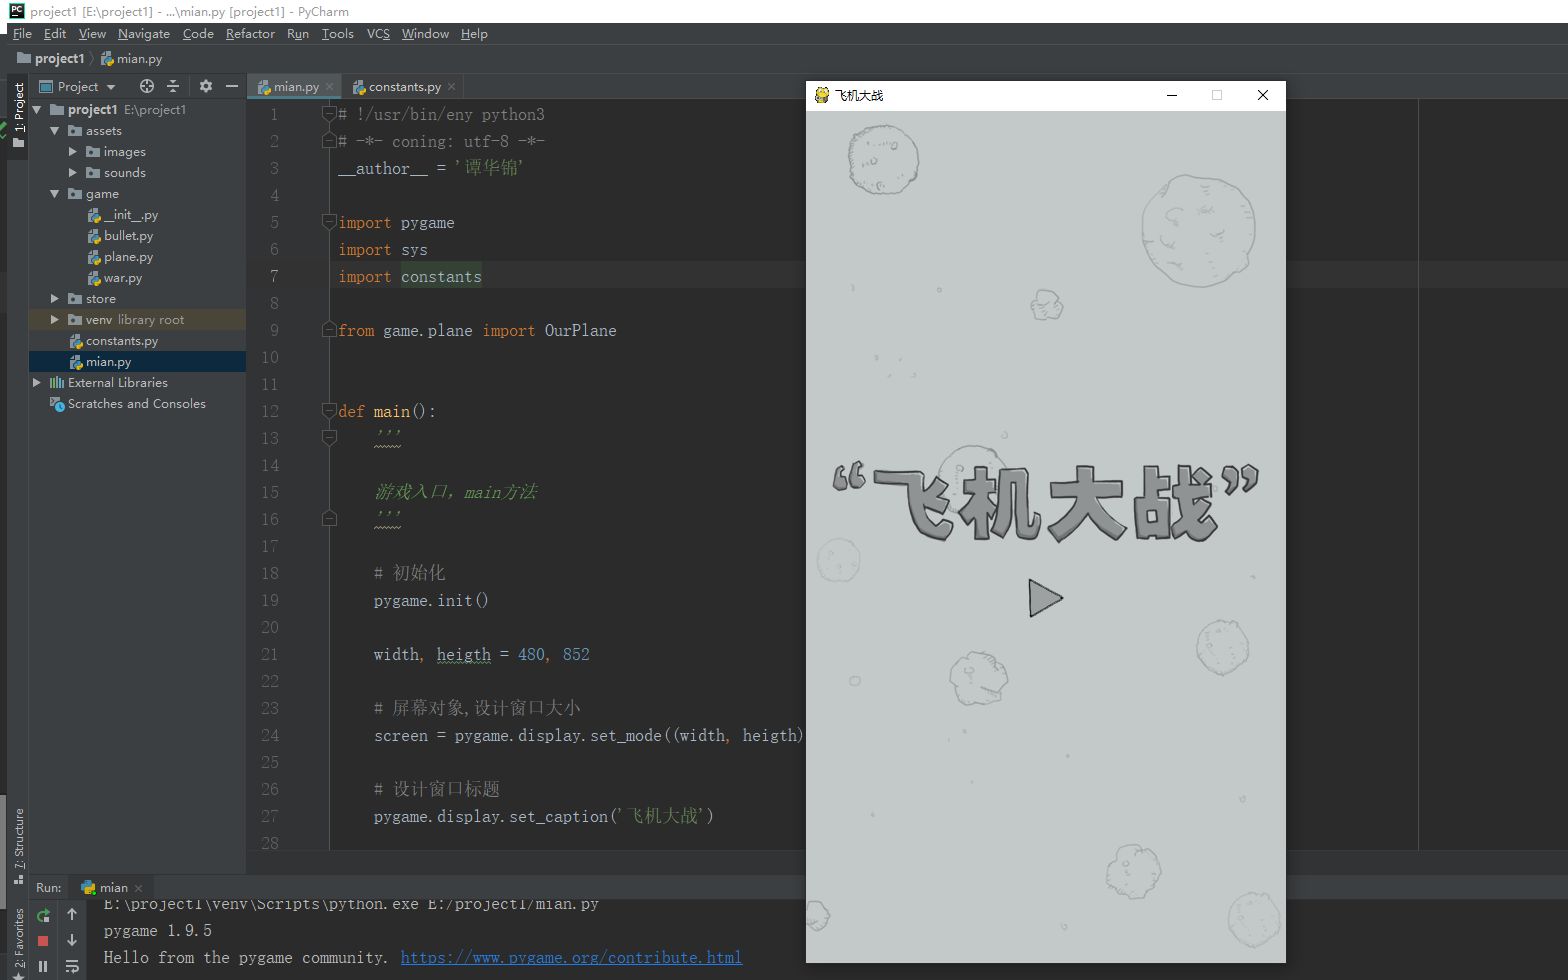 project1 [E:\project1] - ...\mian.py [project1] - PyCharm
File Edit View Navigate Code Refactor Run Tools VCS Window Help
project1 mian.py
Project
mian.py
constants.py
1: Project
project1 E:\project1
assets
images
sounds
game
__init__.py
bullet.py
plane.py
war.py
store
venv library root
constants.py
mian.py
External Libraries
Scratches and Consoles
7: Structure
2: Favorites
1 # !/usr/bin/eny python3
2 # -*- coning: utf-8 -*-
3 __author__ = '谭华锦'
4
5 import pygame
6 import sys
7 import constants
8
9 from game.plane import OurPlane
10
11
12 def main():
13 '''
14
15 游戏入口，main方法
16 '''
17
18 # 初始化
19 pygame.init()
20
21 width, heigth = 480, 852
22
23 # 屏幕对象,设计窗口大小
24 screen = pygame.display.set_mode((width, heigth)
25
26 # 设计窗口标题
27 pygame.display.set_caption('飞机大战')
28
飞机大战
“飞机大战”
Run: mian
E:\project1\venv\Scripts\python.exe E:/project1/mian.py
pygame 1.9.5
Hello from the pygame community. https://www.pygame.org/contribute.html